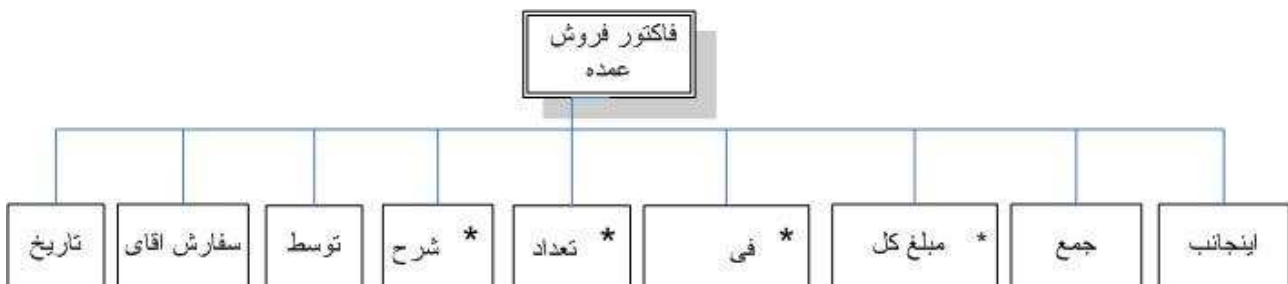 فاکتور فروش
عمده
اینجانب
جمع
مبلغ کل *
فی *
تعداد *
شرح *
توسط
سفارش اقای
تاریخ